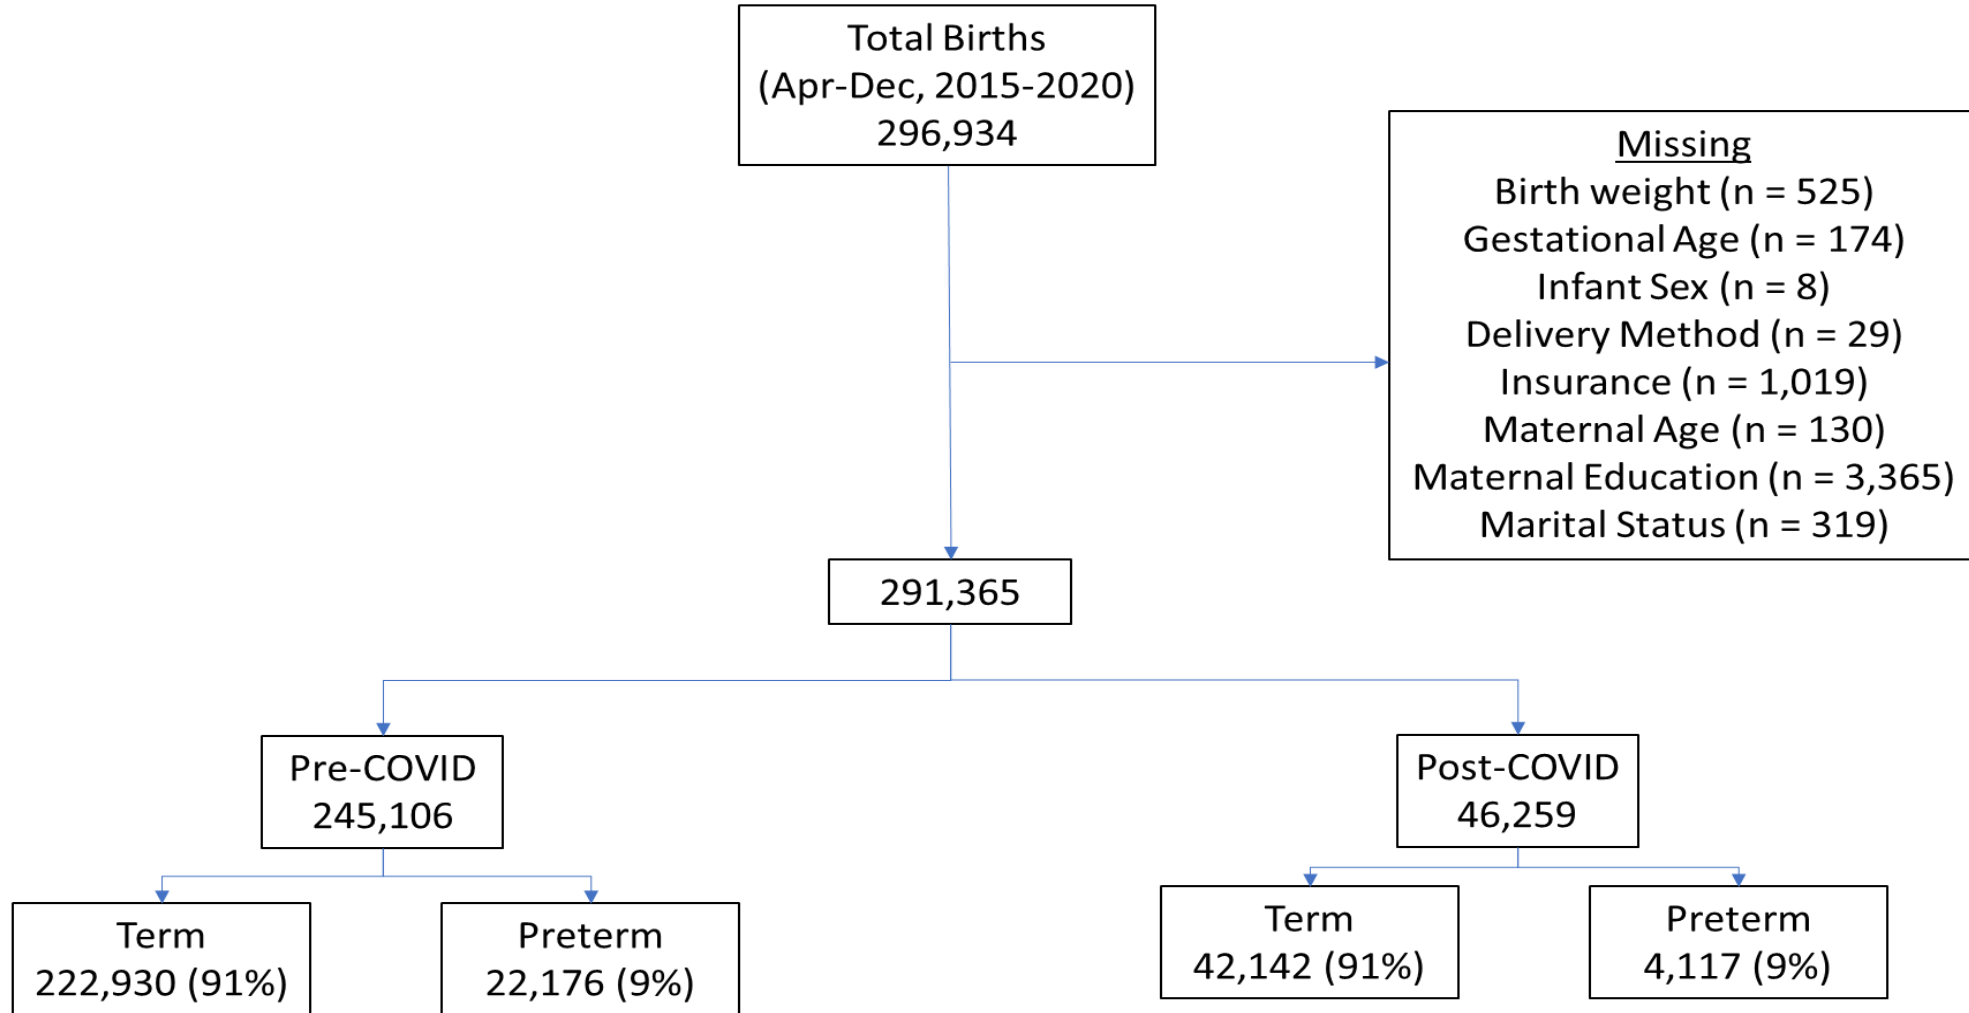 Total Births
(Apr-Dec, 2015-2020)
296,934
Missing
Birth weight (n = 525)
Gestational Age (n = 174)
Infant Sex (n = 8)
Delivery Method (n = 29)
Insurance (n = 1,019)
Maternal Age (n = 130)
Maternal Education (n = 3,365)
Marital Status (n = 319)
291,365
Pre-COVID
245,106
Post-COVID
46,259
Term
222,930 (91%)
Preterm
22,176 (9%)
Term
42,142 (91%)
Preterm
4,117 (9%)